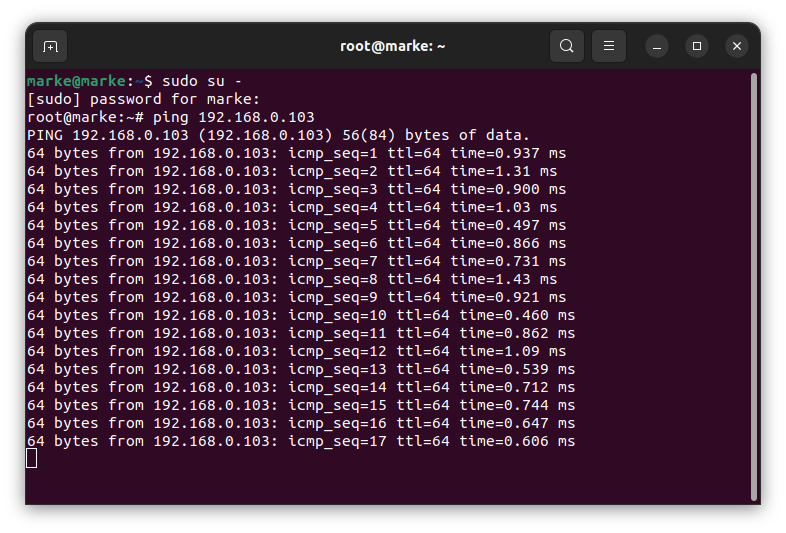 root@marke: ~
marke@marke:~$ sudo su -
[sudo] password for marke:
root@marke:~# ping 192.168.0.103
PING 192.168.0.103 (192.168.0.103) 56(84) bytes of data.
64 bytes from 192.168.0.103: icmp_seq=1 ttl=64 time=0.937 ms
64 bytes from 192.168.0.103: icmp_seq=2 ttl=64 time=1.31 ms
64 bytes from 192.168.0.103: icmp_seq=3 ttl=64 time=0.900 ms
64 bytes from 192.168.0.103: icmp_seq=4 ttl=64 time=1.03 ms
64 bytes from 192.168.0.103: icmp_seq=5 ttl=64 time=0.497 ms
64 bytes from 192.168.0.103: icmp_seq=6 ttl=64 time=0.866 ms
64 bytes from 192.168.0.103: icmp_seq=7 ttl=64 time=0.731 ms
64 bytes from 192.168.0.103: icmp_seq=8 ttl=64 time=1.43 ms
64 bytes from 192.168.0.103: icmp_seq=9 ttl=64 time=0.921 ms
64 bytes from 192.168.0.103: icmp_seq=10 ttl=64 time=0.460 ms
64 bytes from 192.168.0.103: icmp_seq=11 ttl=64 time=0.862 ms
64 bytes from 192.168.0.103: icmp_seq=12 ttl=64 time=1.09 ms
64 bytes from 192.168.0.103: icmp_seq=13 ttl=64 time=0.539 ms
64 bytes from 192.168.0.103: icmp_seq=14 ttl=64 time=0.712 ms
64 bytes from 192.168.0.103: icmp_seq=15 ttl=64 time=0.744 ms
64 bytes from 192.168.0.103: icmp_seq=16 ttl=64 time=0.647 ms
64 bytes from 192.168.0.103: icmp_seq=17 ttl=64 time=0.606 ms